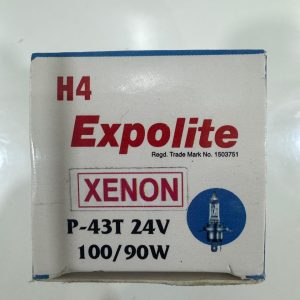 H4
Expolite
Regd. Trade Mark No. 1503751
XENON
P-43T 24V
100/90W